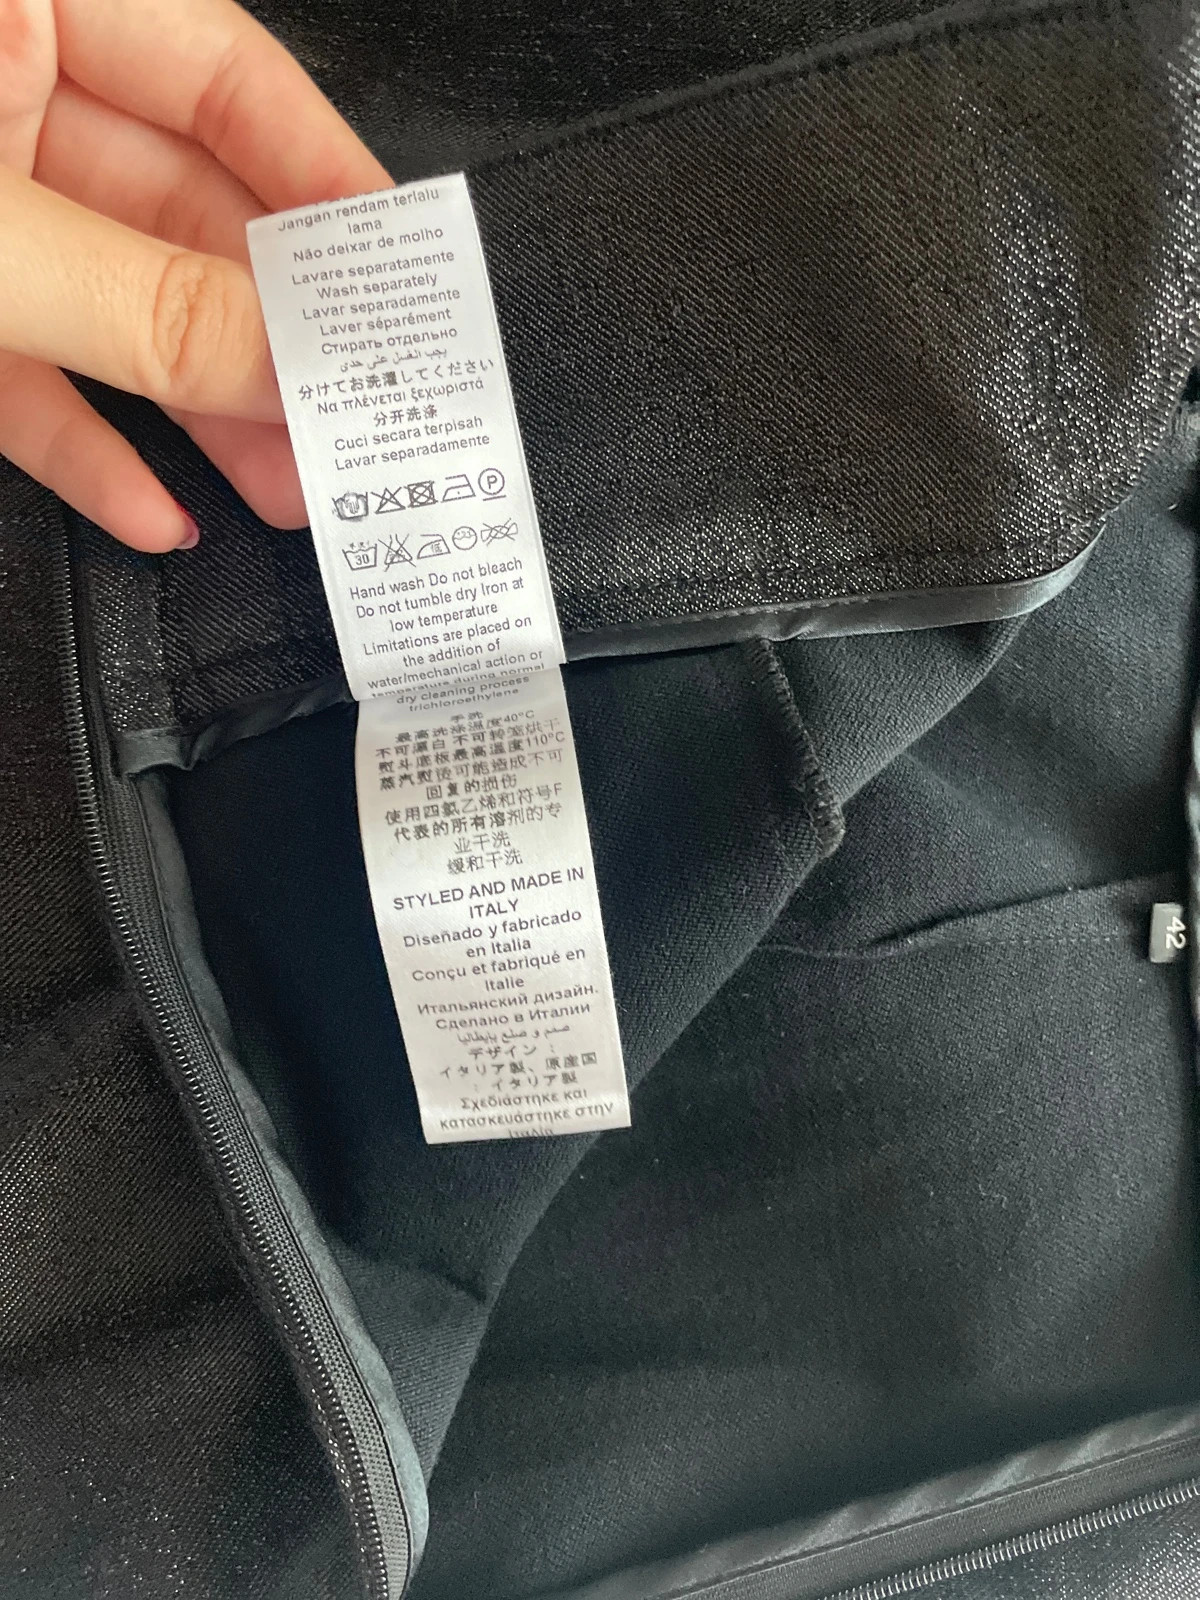 Jangan rendam terlalu
lama
Não deixar de molho
Lavare separatamente
Wash separately
Lavar separadamente
Laver séparément
Стирать отдельно
分けてお洗濯してください
Να πλένεται ξεχωριστά
分开洗涤
Cuci secara terpisah
Lavar separadamente
P
30
Hand wash Do not bleach
Do not tumble dry Iron at
low temperature
Limitations are placed on
the addition of
water/mechanical action or
temperature during normal
dry cleaning process
trichloroethylene
干洗
最高洗涤温度40°C
不可漂白 不可转笼烘干
熨斗底板最高温度110°C
蒸汽熨後可能造成不可
回复的损伤
使用四氯乙烯和符号F
代表的所有溶剂的专
业干洗
缓和干洗
STYLED AND MADE IN
ITALY
Diseñado y fabricado
en Italia
Conçu et fabriqué en
Italie
Итальянский дизайн.
Сделано в Италии
صمم و صنع بإيطاليا
デザイン :
イタリア製、原産国
: イタリア製
Σχεδιάστηκε και
κατασκευάστηκε στην
Ιταλία
42